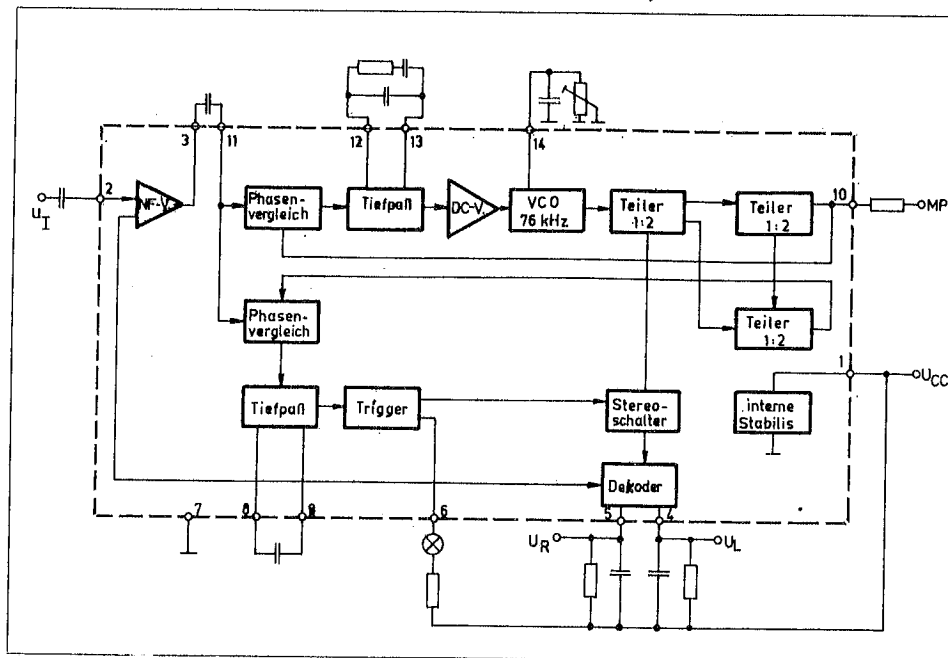 12
13
3
11
14
2
u_I
NF-V.
Phasen-
vergleich
Tiefpaß
DC-V.
VCO
76 kHz
Teiler
1:2
Teiler
1:2
10
MP
Phasen-
vergleich
Teiler
1:2
1
U_CC
Tiefpaß
Trigger
Stereo-
schalter
interne
Stabilis
Dekoder
7
8
9
6
5
4
U_R
U_L